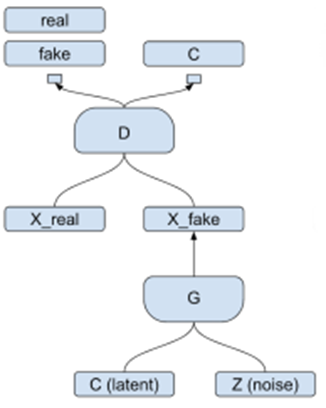 real
fake
C
D
X_real
X_fake
G
C (latent)
Z (noise)